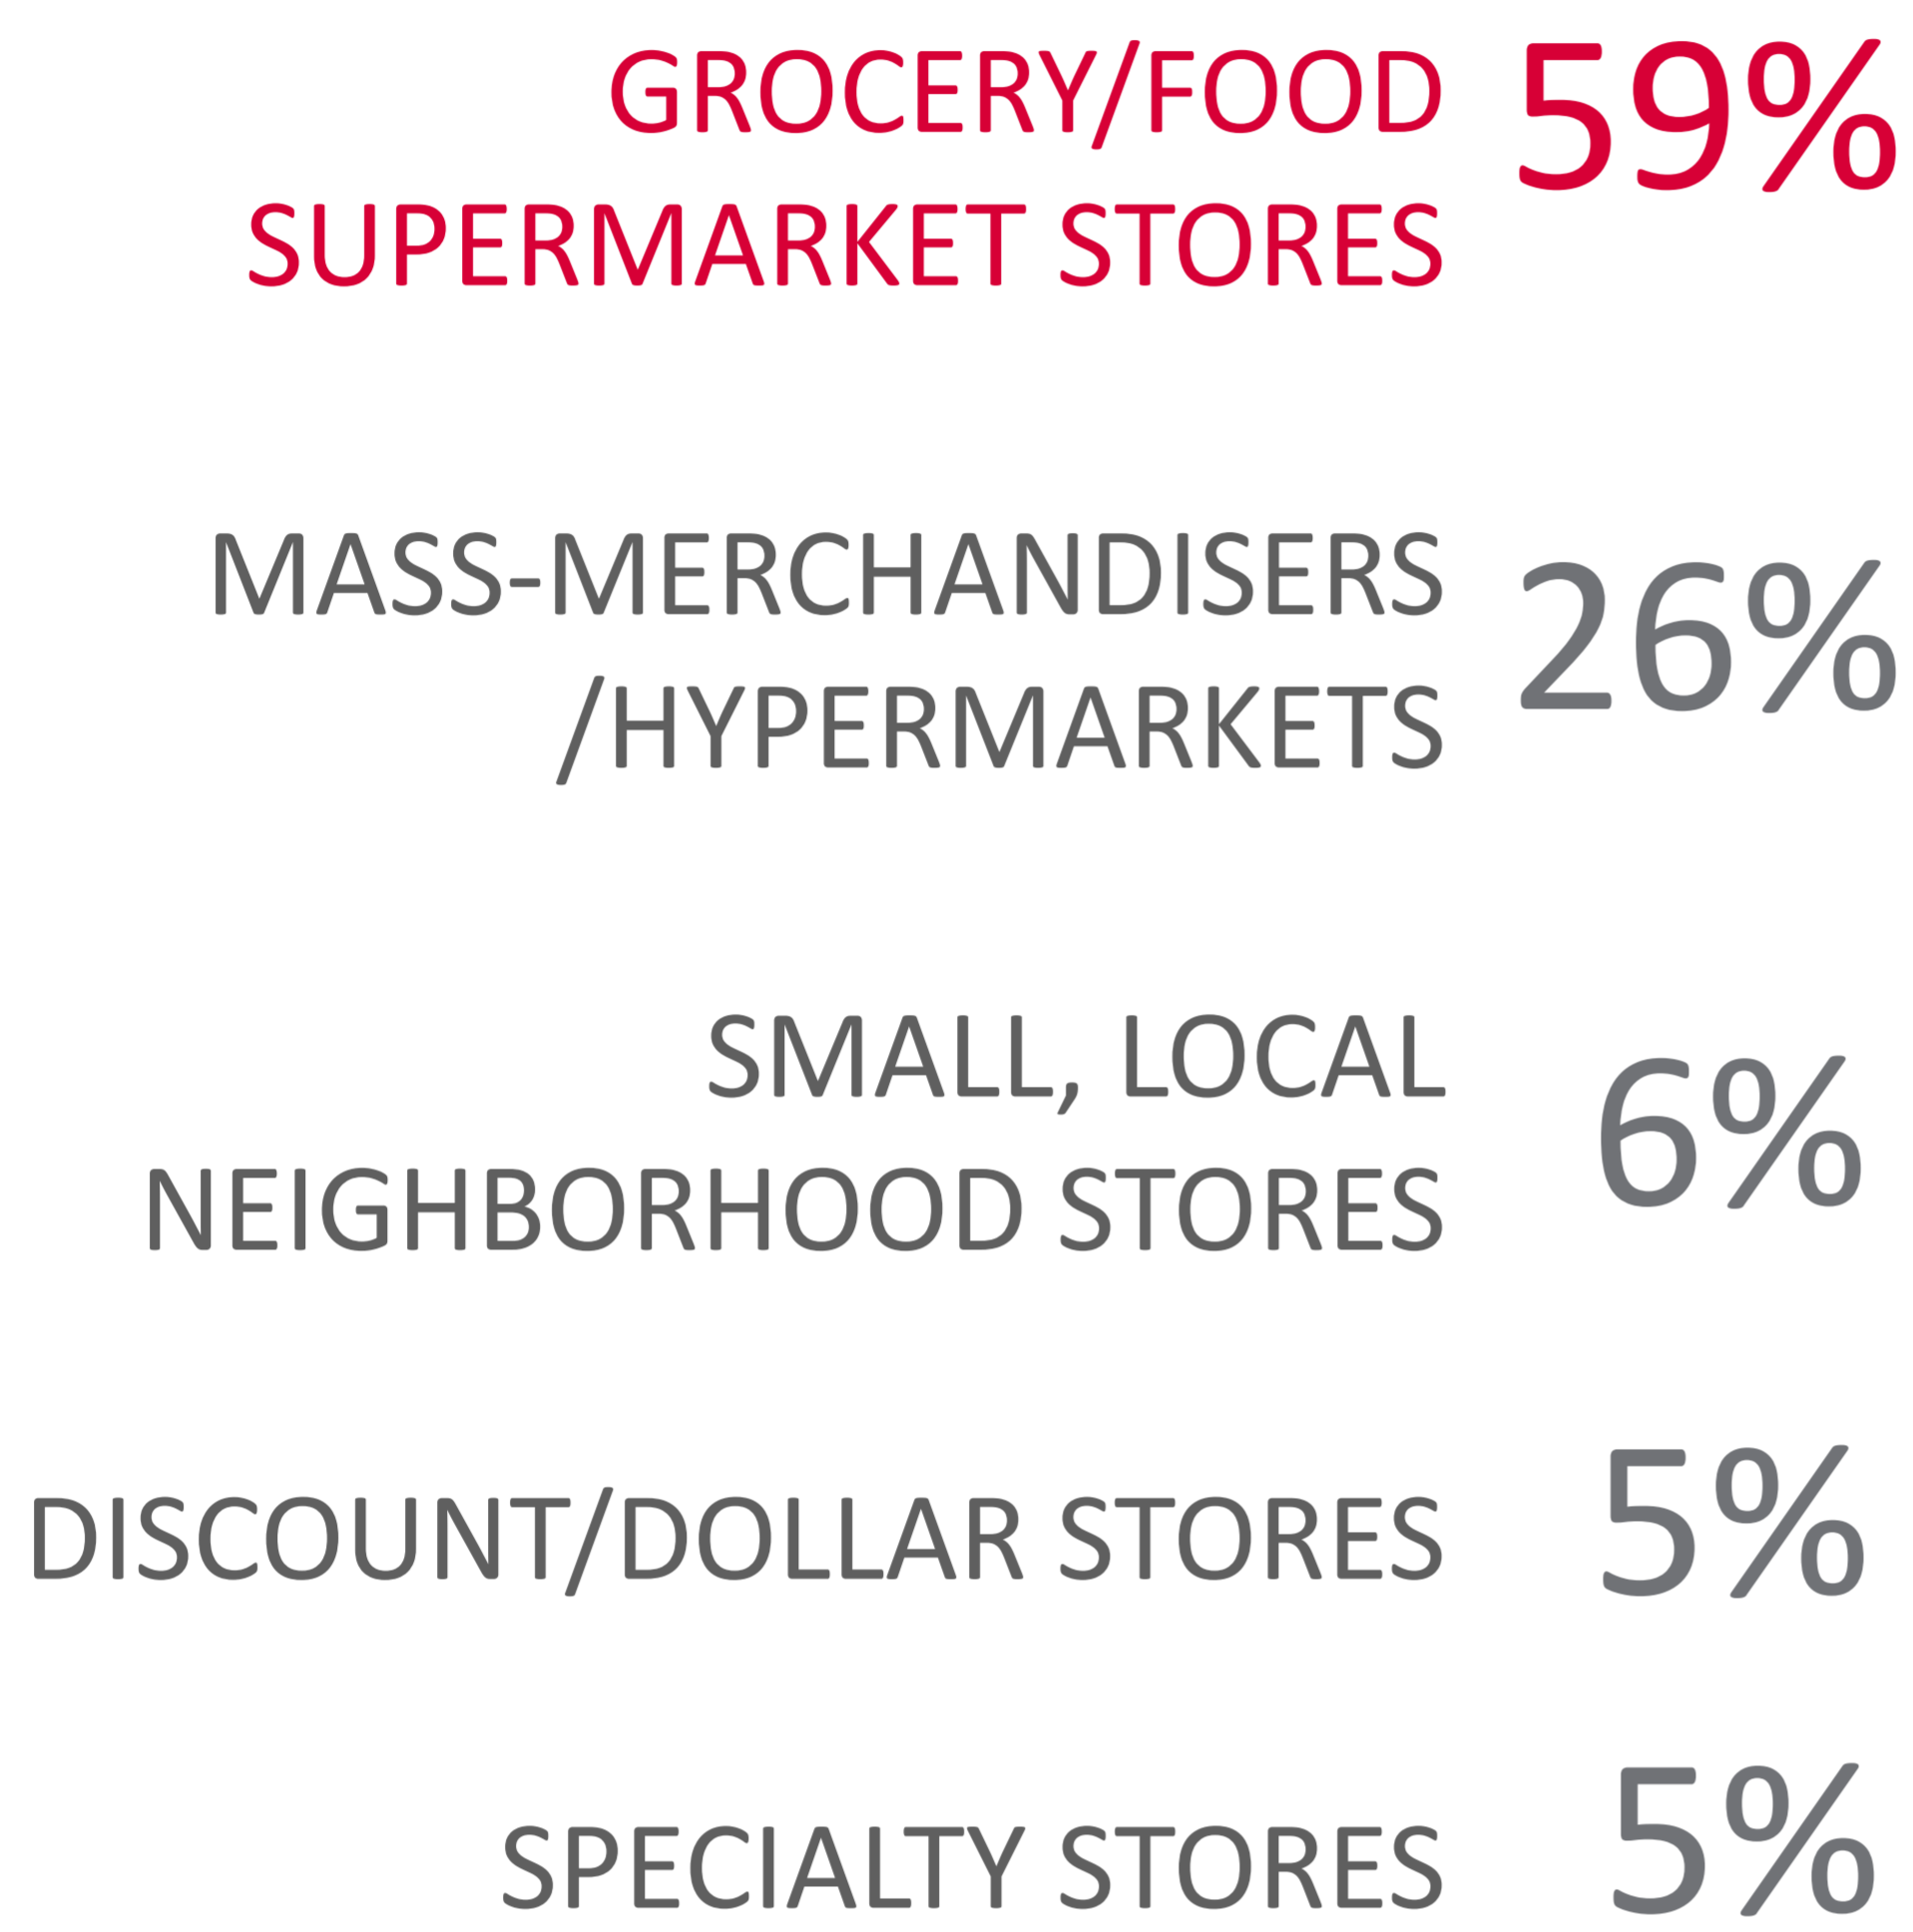 GROCERY/FOOD 59%
SUPERMARKET STORES
MASS-MERCHANDISERS 26%
/HYPERMARKETS
SMALL, LOCAL 6%
NEIGHBORHOOD STORES
DISCOUNT/DOLLAR STORES 5%
SPECIALTY STORES 5%